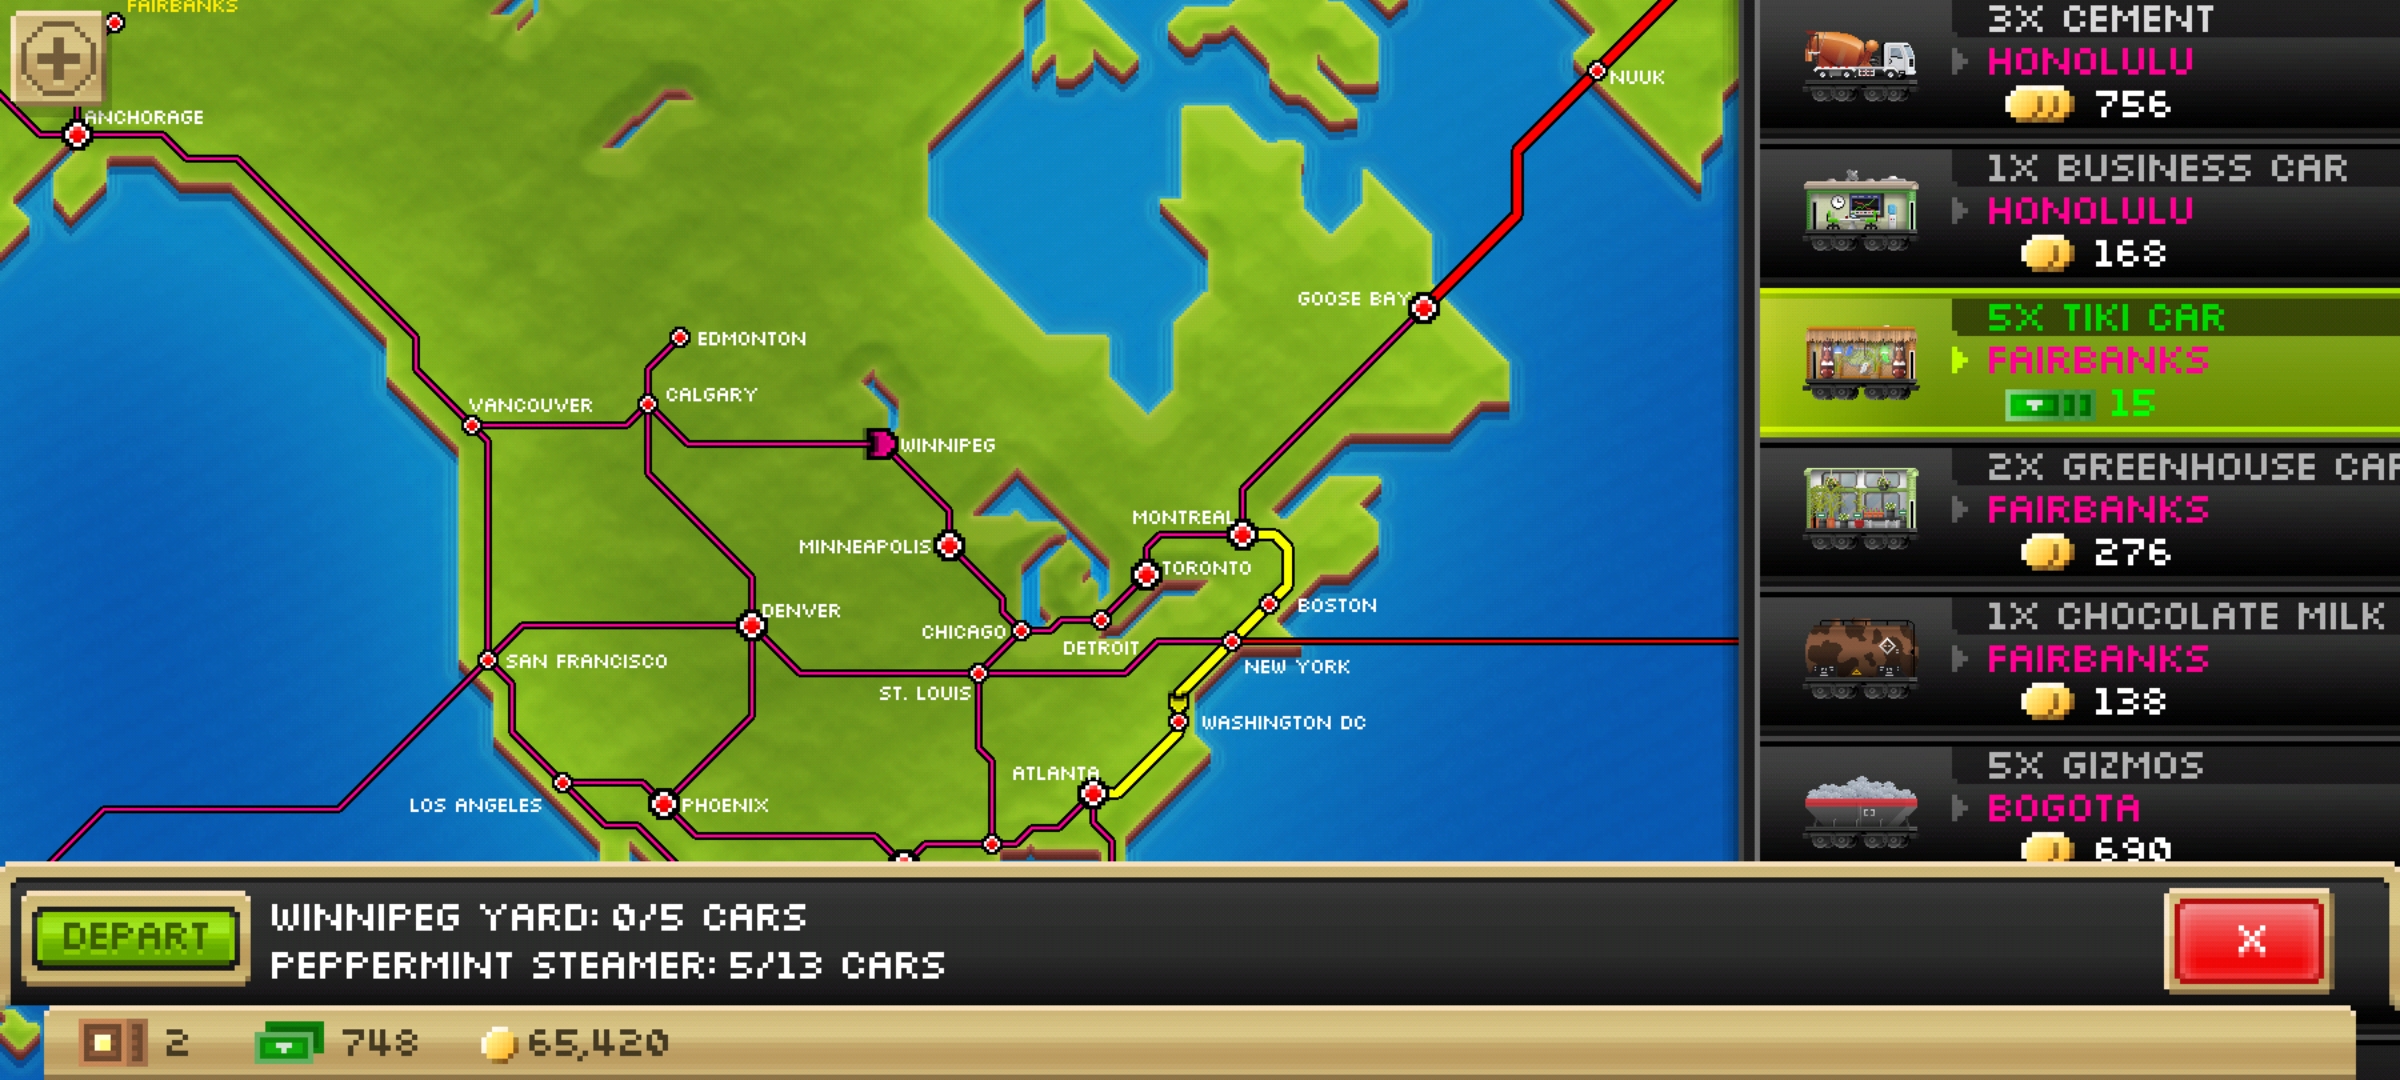 FAIRBANKS
ANCHORAGE
NUUK
GOOSE BAY
EDMONTON
CALGARY
VANCOUVER
WINNIPEG
MONTREAL
MINNEAPOLIS
TORONTO
BOSTON
DENVER
CHICAGO
DETROIT
SAN FRANCISCO
NEW YORK
ST. LOUIS
WASHINGTON DC
ATLANTA
LOS ANGELES
PHOENIX
3X CEMENT
HONOLULU
756
1X BUSINESS CAR
HONOLULU
168
5X TIKI CAR
FAIRBANKS
15
2X GREENHOUSE CAR
FAIRBANKS
276
1X CHOCOLATE MILK
FAIRBANKS
138
5X GIZMOS
BOGOTA
690
DEPART
WINNIPEG YARD: 0/5 CARS
PEPPERMINT STEAMER: 5/13 CARS
X
2
748
65,420